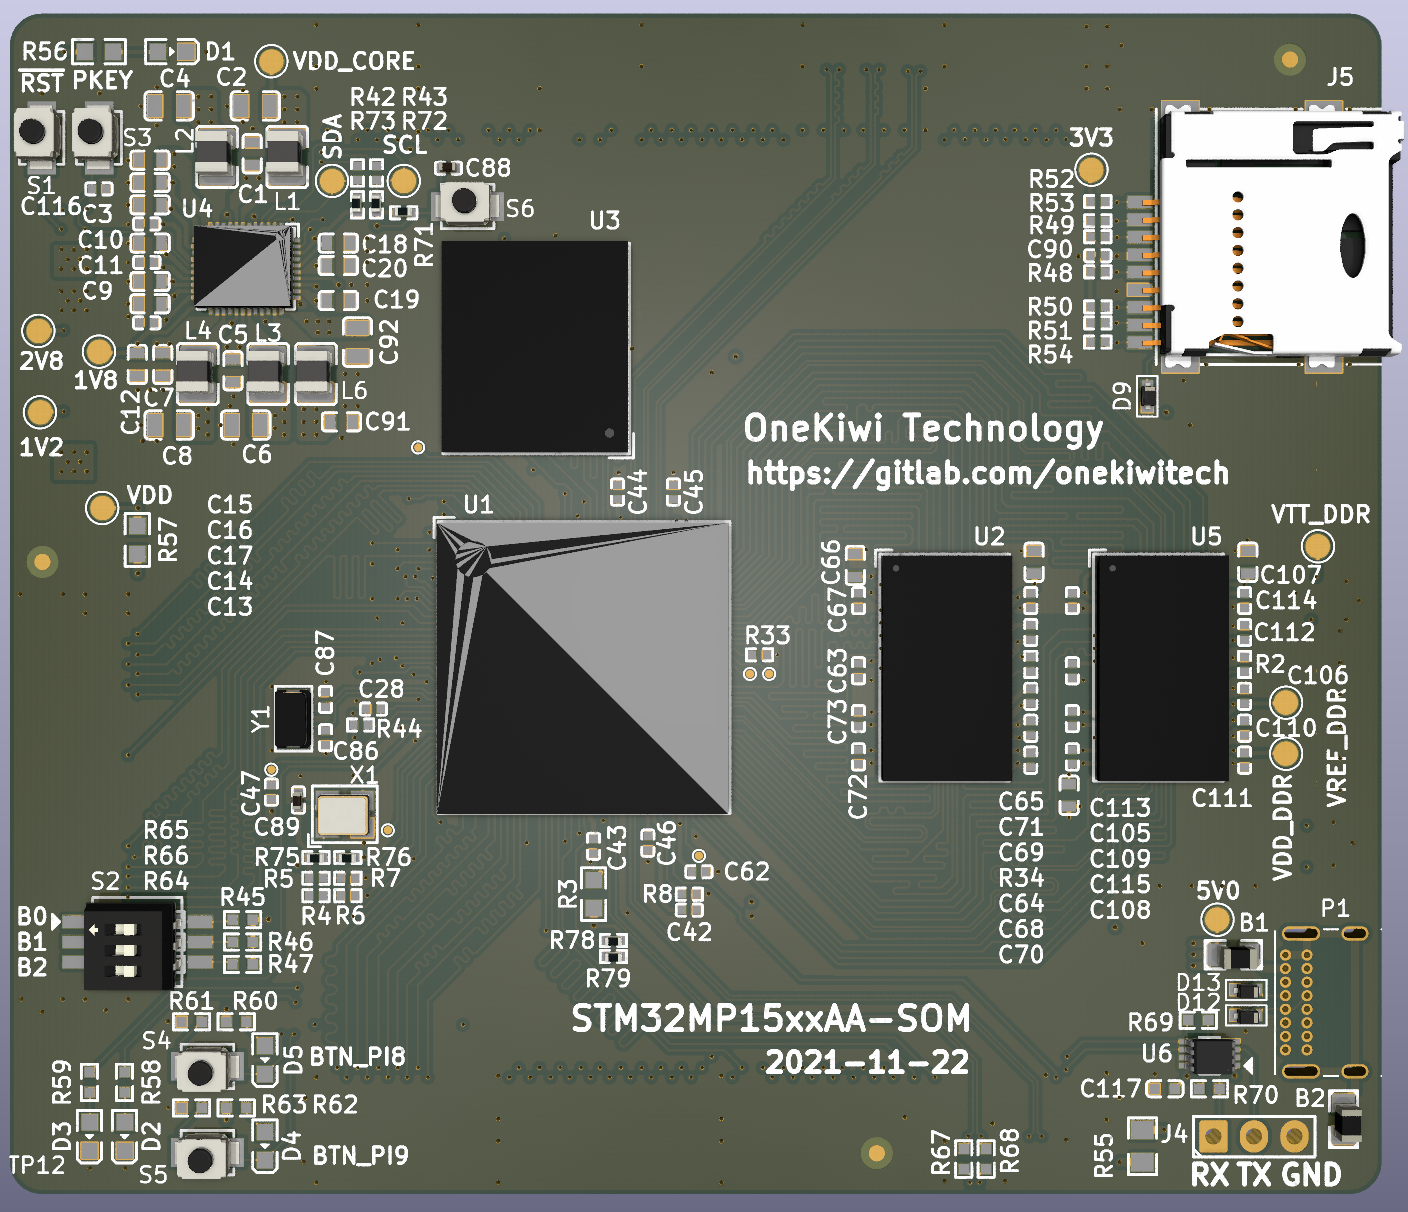 R56
D1
VDD_CORE
RST PKEY
C4
C2
R42 R43
R73 R72
SDA
SCL
L2
S3
C88
S1
C1
L1
C116
C3
U4
S6
U3
R71
C10
C18
C11
C20
C9
C19
C92
2V8
L4
C5
L3
1V8
L6
C12
C7
C91
1V2
C8
C6
J5
3V3
R52
R53
R49
C90
R48
R50
R51
R54
D9
OneKiwi Technology
https://gitlab.com/onekiwitech
VDD
R57
C15
C16
C17
C14
C13
U1
C44
C45
U2
U5
VTT_DDR
C66
C67
C63
C73
C72
C107
C114
C112
R2
C106
C110
VREF_DDR
VDD_DDR
C111
R33
C87
C28
Y1
R44
C86
X1
C47
C89
R75
R76
R5
R7
R4
R6
R65
R66
R64
S2
R45
B0
B1
R46
B2
R47
C43
C46
C62
R3
R8
C42
R78
R79
C65
C71
C69
R34
C64
C68
C70
C113
C105
C109
C115
C108
5V0
B1
P1
D13
D12
R69
U6
C117
R70
B2
STM32MP15xxAA-SOM
2021-11-22
R61
R60
S4
D5
BTN_PI8
R59
R58
R63 R62
D3
D2
D4
BTN_PI9
TP12
S5
R67
R68
R55
J4
RX TX GND